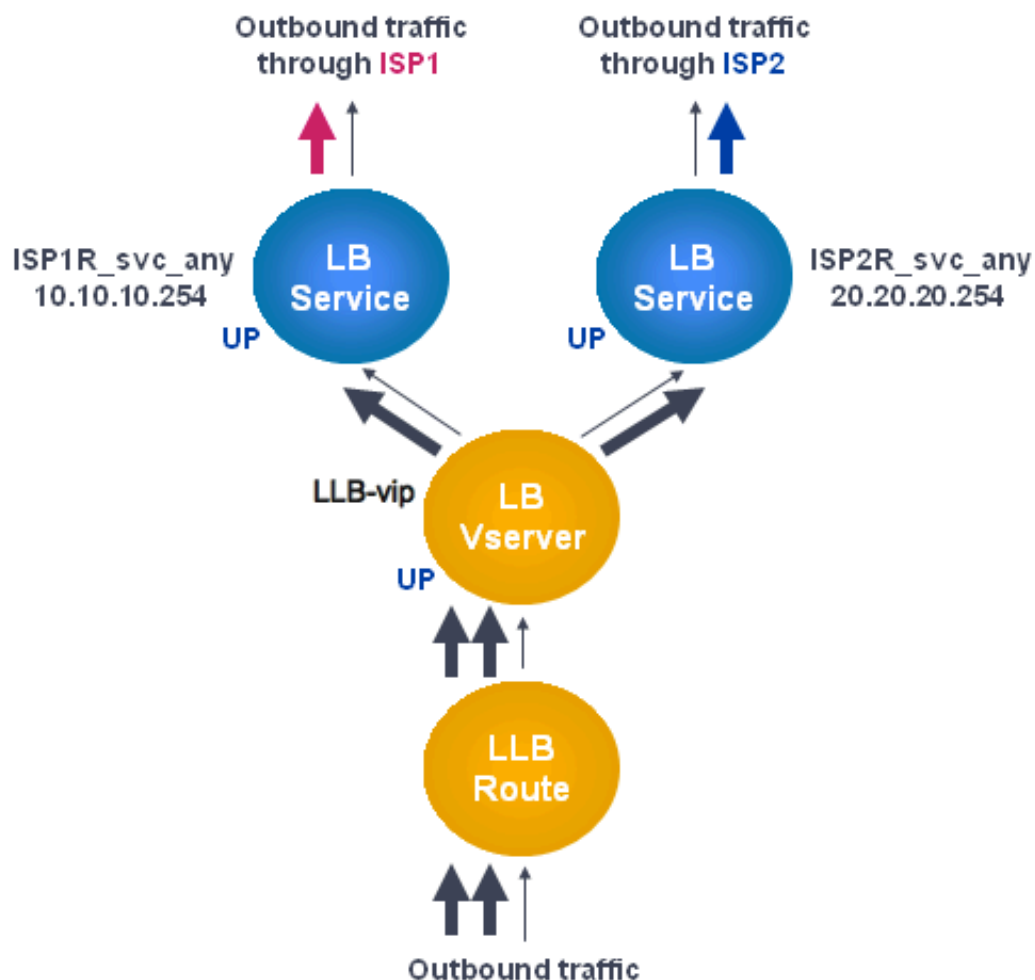 Outbound traffic
through ISP1
Outbound traffic
through ISP2
LB
Service
ISP1R_svc_any
10.10.10.254
UP
LB
Service
ISP2R_svc_any
20.20.20.254
UP
LLB-vip
LB
Vserver
UP
LLB
Route
Outbound traffic